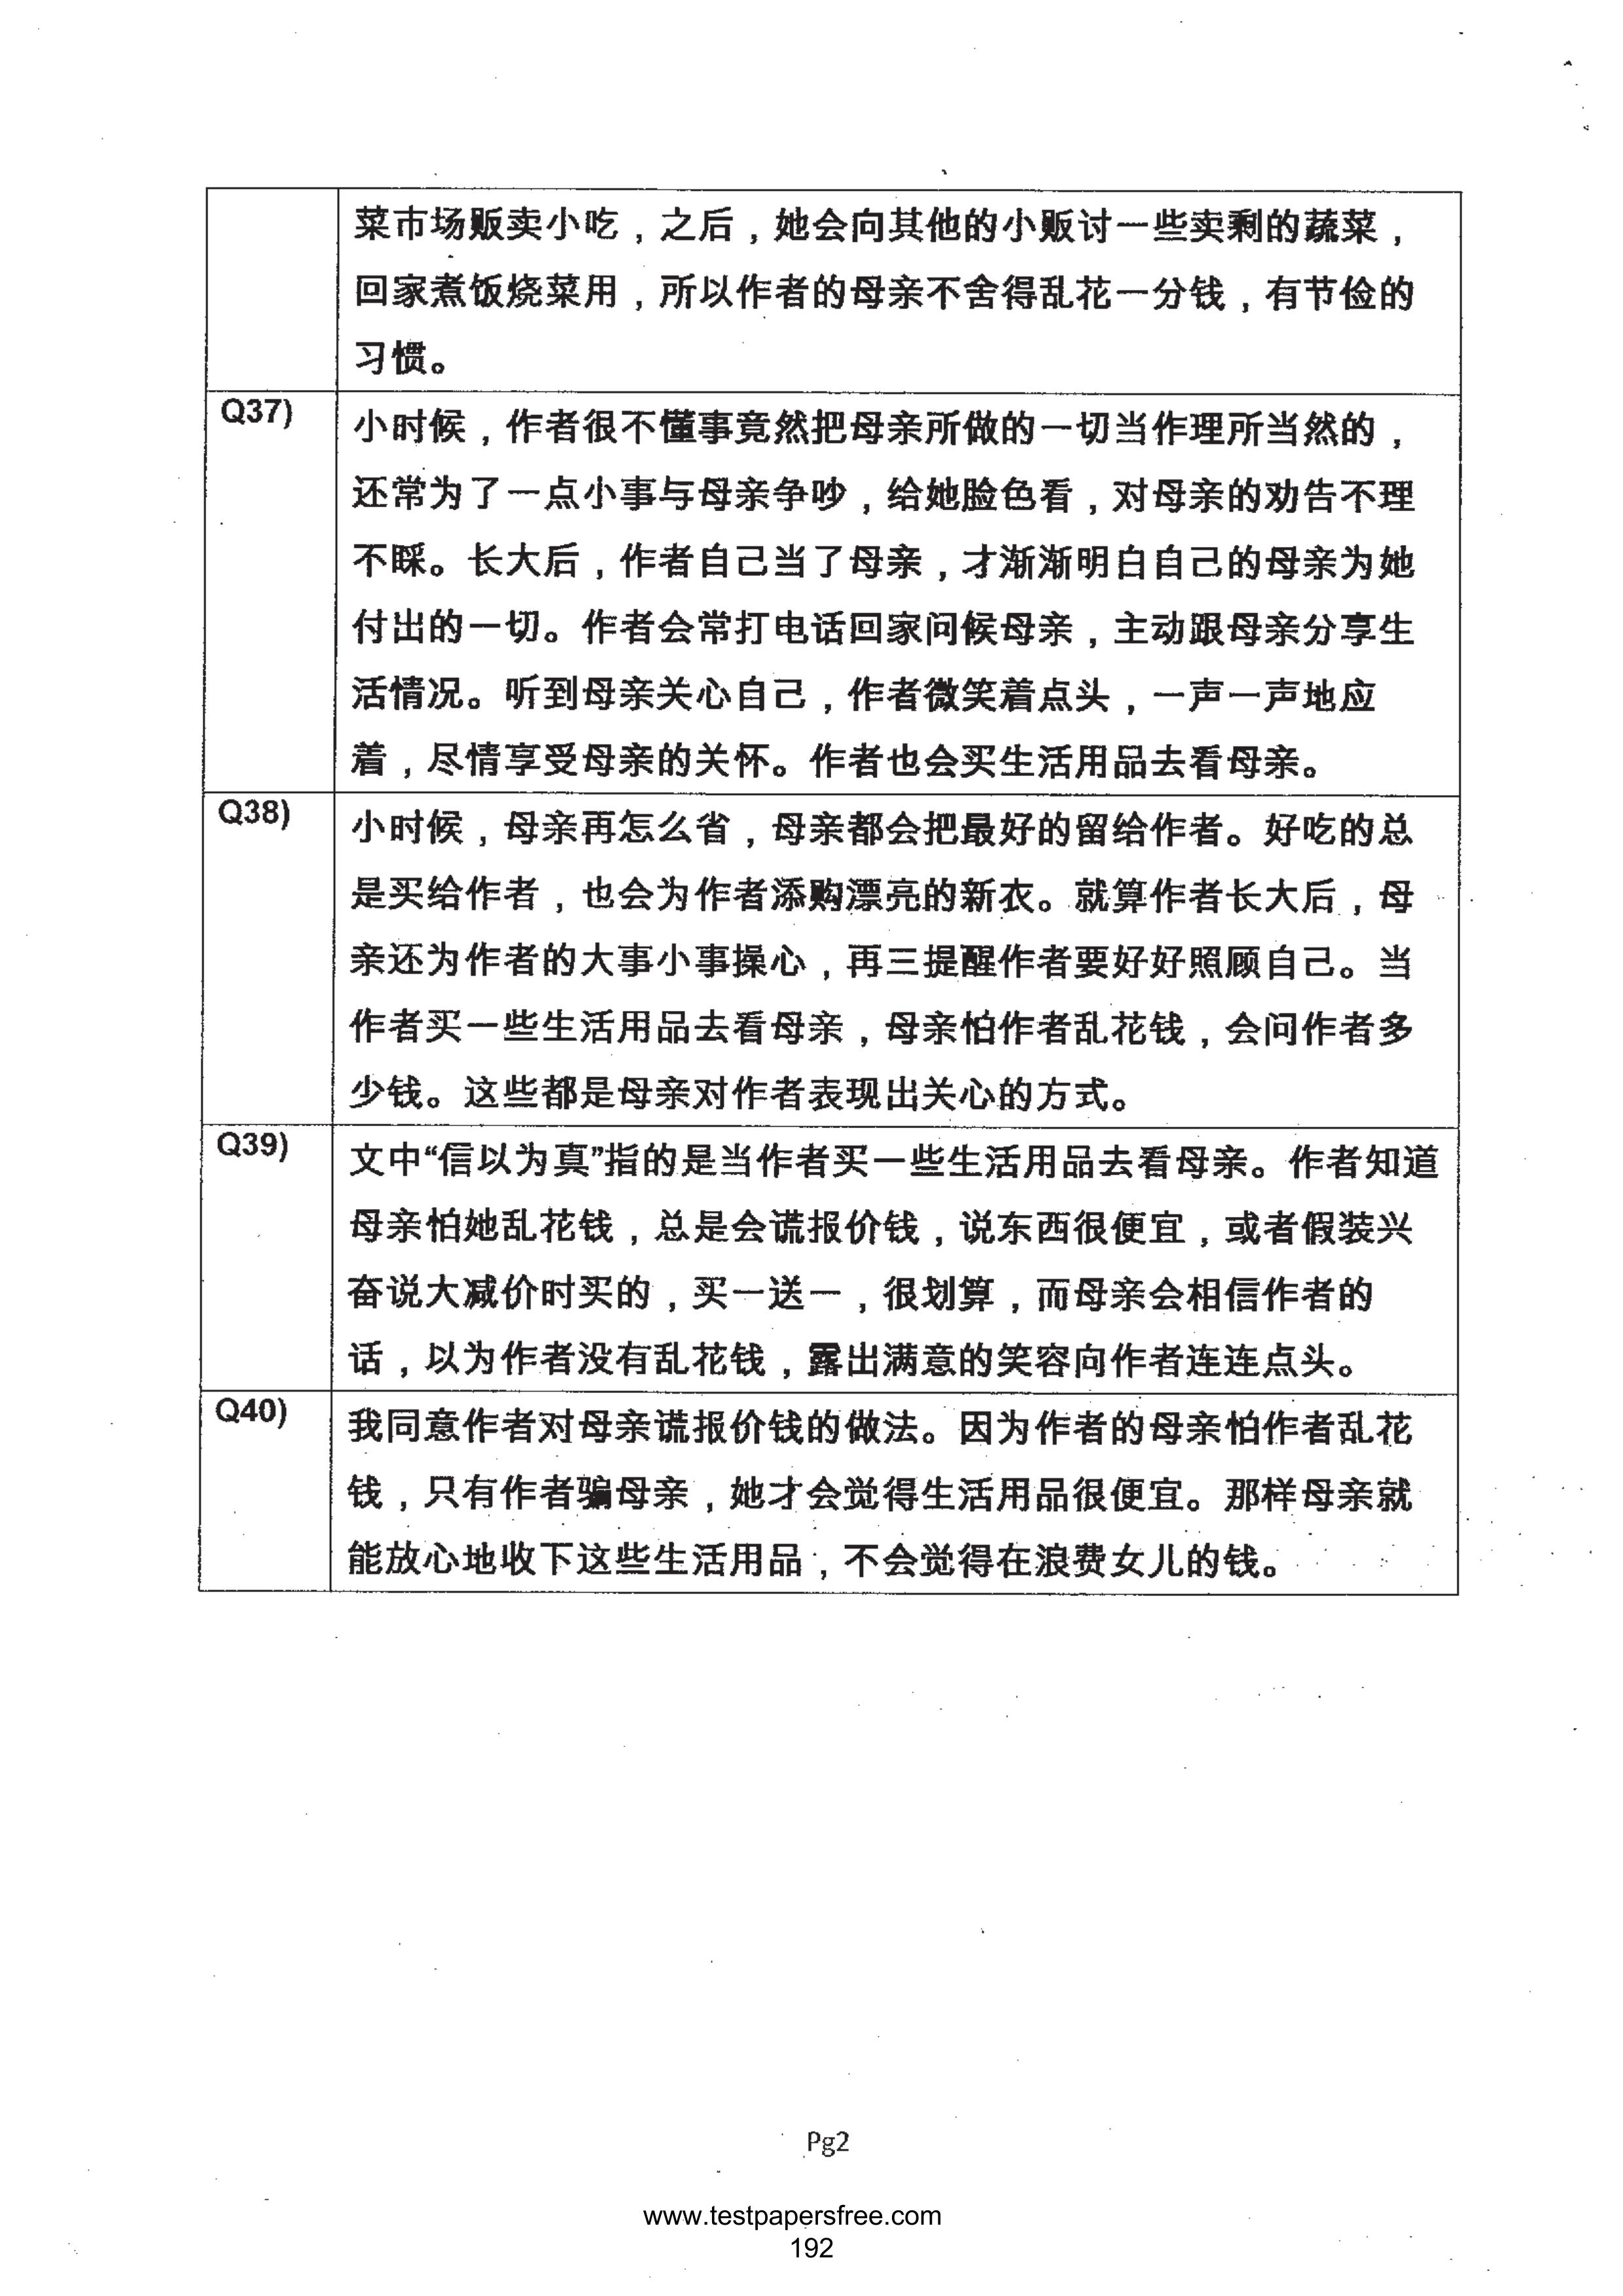 菜市场贩卖小吃，之后，她会向其他的小贩讨一些卖剩的蔬菜，
回家煮饭烧菜用，所以作者的母亲不舍得乱花一分钱，有节俭的
习惯。
Q37)
小时候，作者很不懂事竟然把母亲所做的一切当作理所当然的，
还常为了一点小事与母亲争吵，给她脸色看，对母亲的劝告不理
不睬。长大后，作者自己当了母亲，才渐渐明白自己的母亲为她
付出的一切。作者会常打电话回家问候母亲，主动跟母亲分享生
活情况。听到母亲关心自己，作者微笑着点头，一声一声地应
着，尽情享受母亲的关怀。作者也会买生活用品去看母亲。
Q38)
小时候，母亲再怎么省，母亲都会把最好的留给作者。好吃的总
是买给作者，也会为作者添购漂亮的新衣。就算作者长大后，母
亲还为作者的大事小事操心，再三提醒作者要好好照顾自己。当
作者买一些生活用品去看母亲，母亲怕作者乱花钱，会问作者多
少钱。这些都是母亲对作者表现出关心的方式。
Q39)
文中“信以为真”指的是当作者买一些生活用品去看母亲。作者知道
母亲怕她乱花钱，总是会谎报价钱，说东西很便宜，或者假装兴
奋说大减价时买的，买一送一，很划算，而母亲会相信作者的
话，以为作者没有乱花钱，露出满意的笑容向作者连连点头。
Q40)
我同意作者对母亲谎报价钱的做法。因为作者的母亲怕作者乱花
钱，只有作者骗母亲，她才会觉得生活用品很便宜。那样母亲就
能放心地收下这些生活用品，不会觉得在浪费女儿的钱。
Pg2
www.testpapersfree.com
192